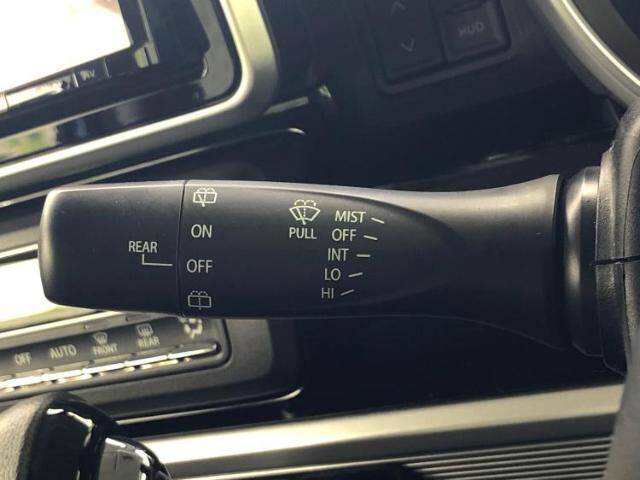 HUD
ON
REAR
OFF
PULL
MIST
OFF
INT
LO
HI
OFF
AUTO
FRONT
REAR